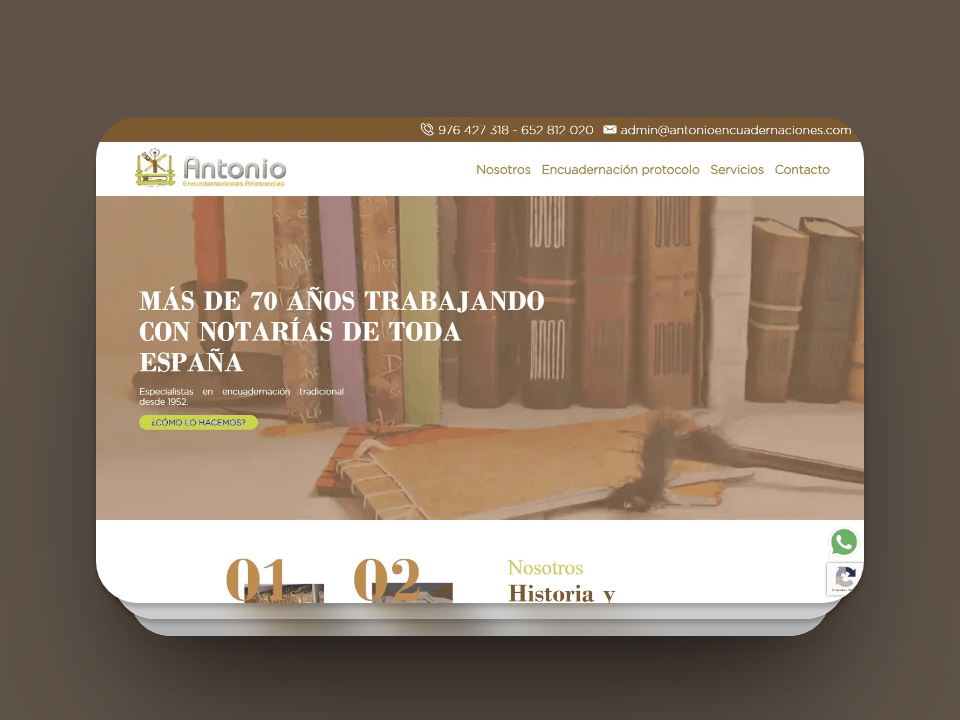 976 427 318 - 652 812 020 admin@antonioencuadernaciones.com
Antonio
Encuadernaciones Artesanales
Nosotros Encuadernación protocolo Servicios Contacto
MÁS DE 70 AÑOS TRABAJANDO
CON NOTARÍAS DE TODA
ESPAÑA
Especialistas en encuadernación tradicional
desde 1952.
¿CÓMO LO HACEMOS?
01 02
Nosotros
Historia y